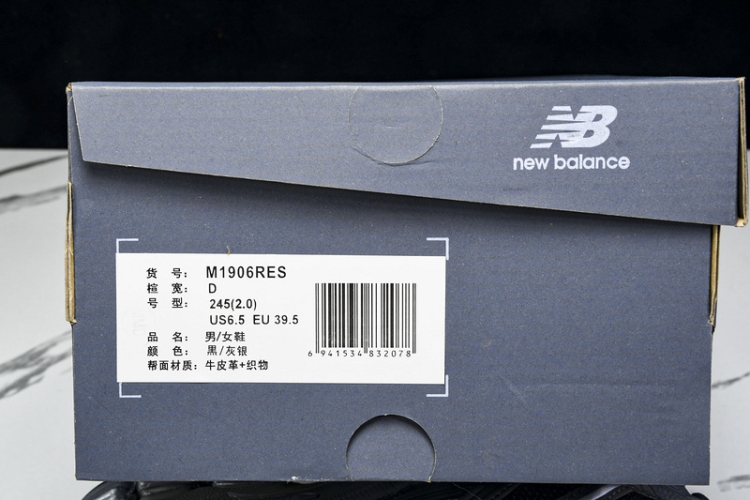 NB
new balance
货 号： M1906RES
楦 宽： D
号 型： 245(2.0)
US6.5 EU 39.5
品 名： 男/女鞋
颜 色： 黑/灰银
帮面材质： 牛皮革+织物
6 941534 832078